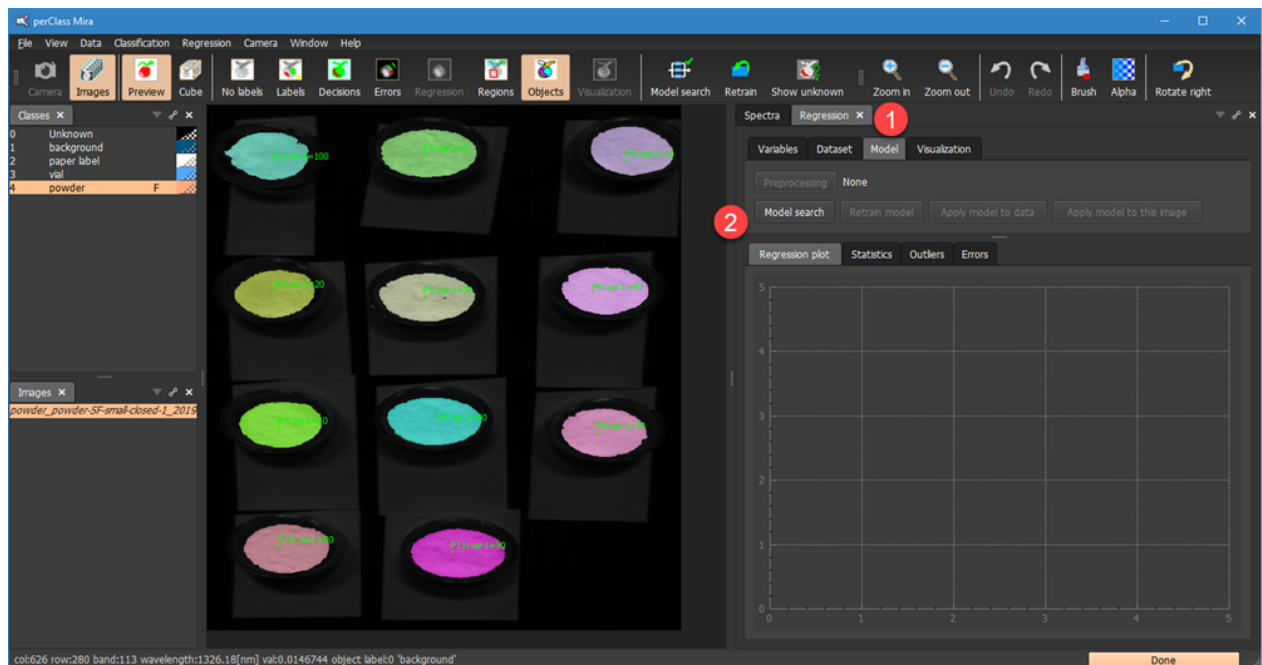 perClass Mira
File View Data Classification Regression Camera Window Help
Camera Images Preview Cube No labels Labels Decisions Errors Regression Regions Objects Visualization Model search Retrain Show unknown Zoom in Zoom out Undo Redo Brush Alpha Rotate right
Classes
0 Unknown
1 background
2 paper label
3 vial
4 powder F
Images
powder_powder-SF-small-closed-1_2019
Spectra Regression
1
Variables Dataset Model Visualization
Preprocessing None
2
Model search Retrain model Apply model to data Apply model to this image
Regression plot Statistics Outliers Errors
5
4
3
2
1
0
0 1 2 3 4 5
col:626 row:280 band:113 wavelength:1326.18[nm] val:0.0146744 object label:0 'background'
Done